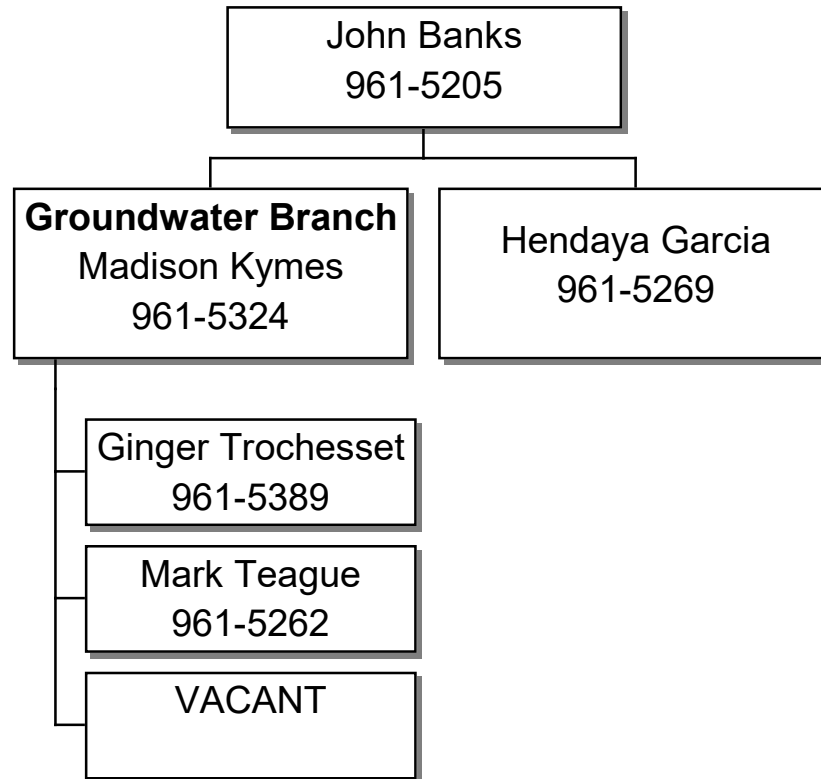 John Banks
961-5205
Groundwater Branch
Madison Kymes
961-5324
Hendaya Garcia
961-5269
Ginger Trochesset
961-5389
Mark Teague
961-5262
VACANT